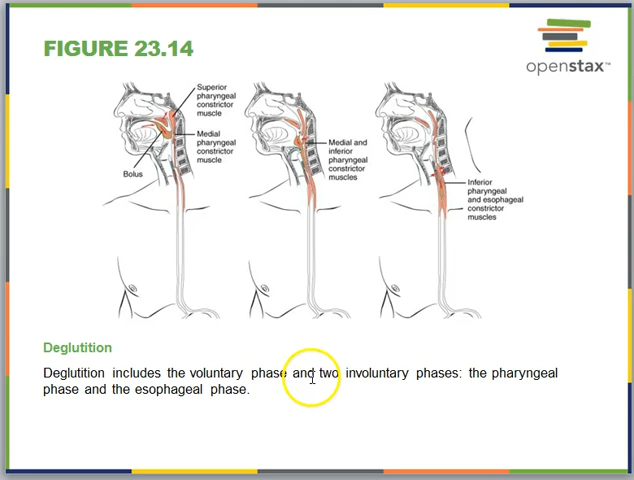 FIGURE 23.14
openstax™
Superior
pharyngeal
constrictor
muscle
Medial
pharyngeal
constrictor
muscle
Bolus
Medial and
inferior
pharyngeal
constrictor
muscles
Inferior
pharyngeal
and esophageal
constrictor
muscles
Deglutition
Deglutition includes the voluntary phase and two involuntary phases: the pharyngeal
phase and the esophageal phase.